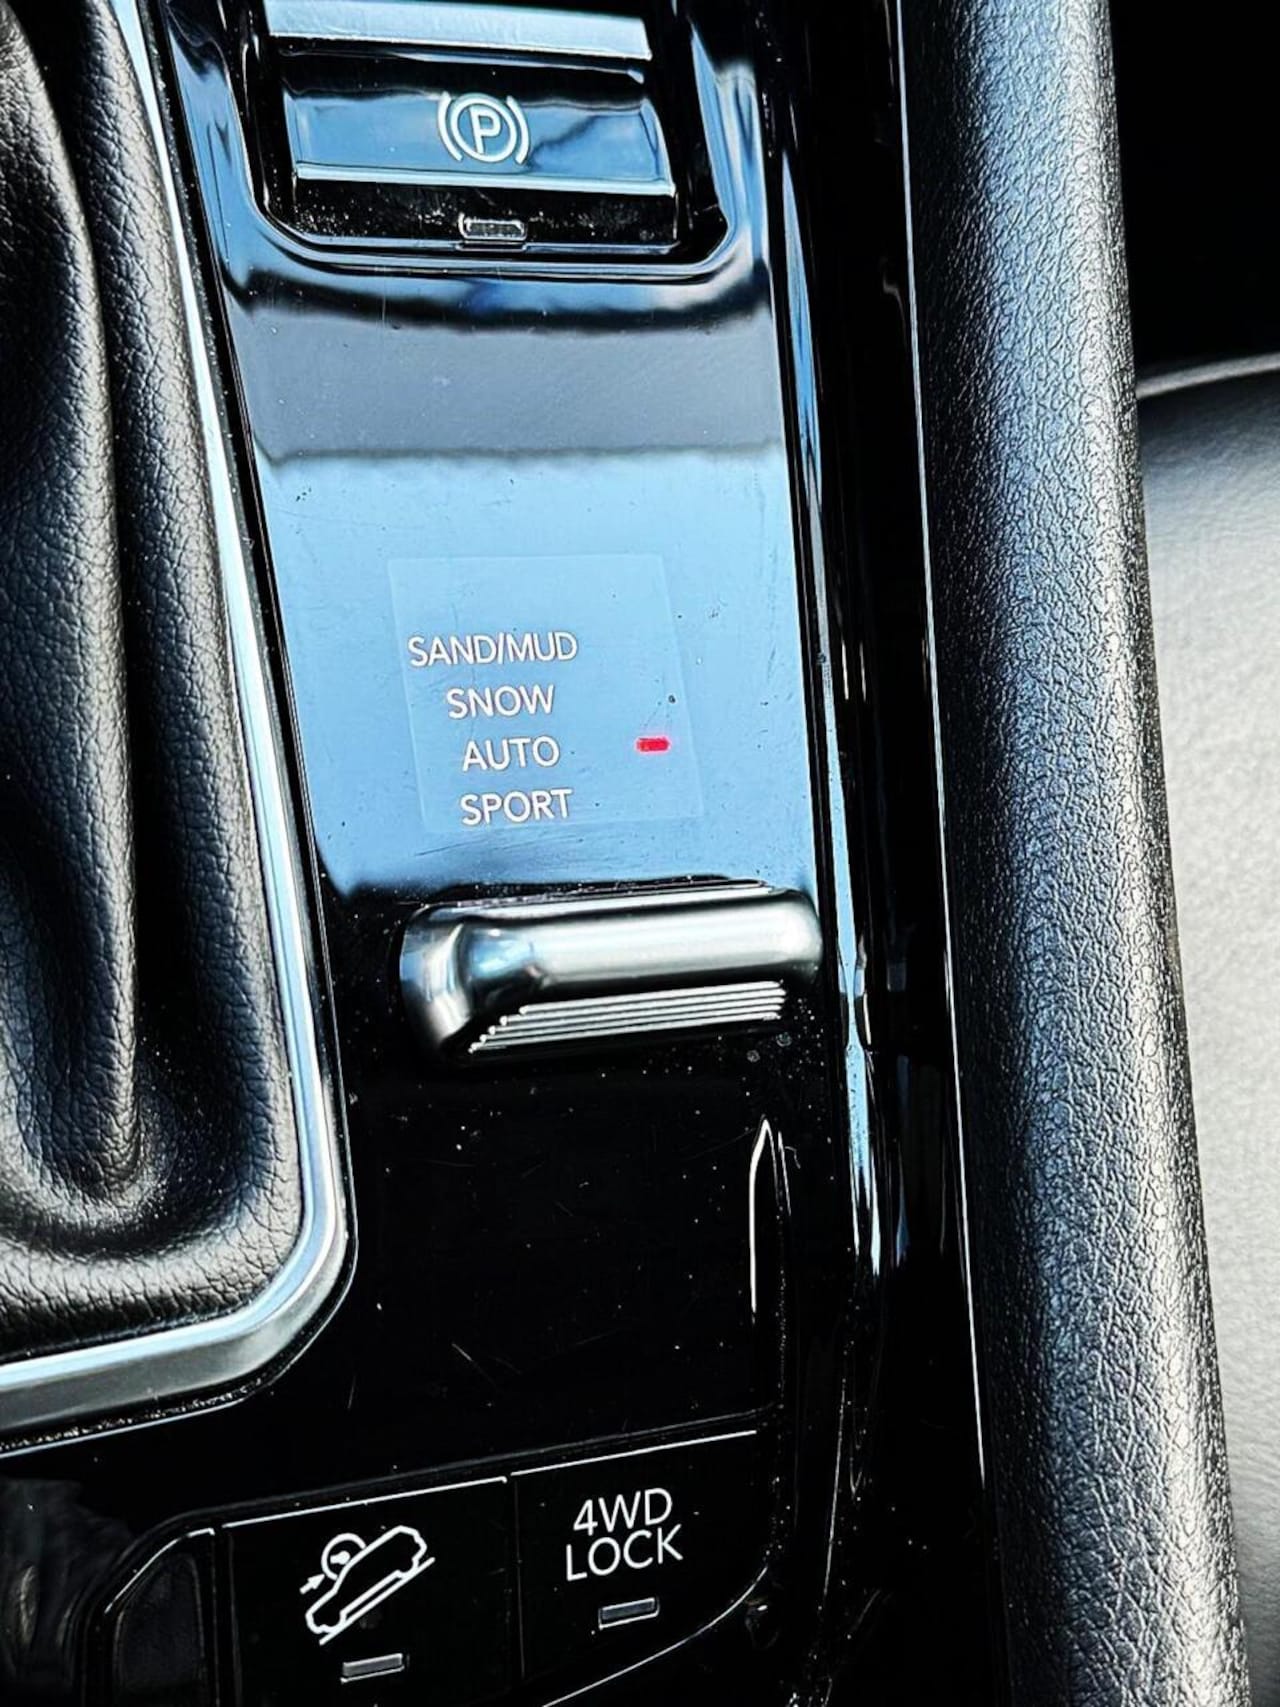 P
SAND/MUD
SNOW
AUTO
SPORT
4WD
LOCK